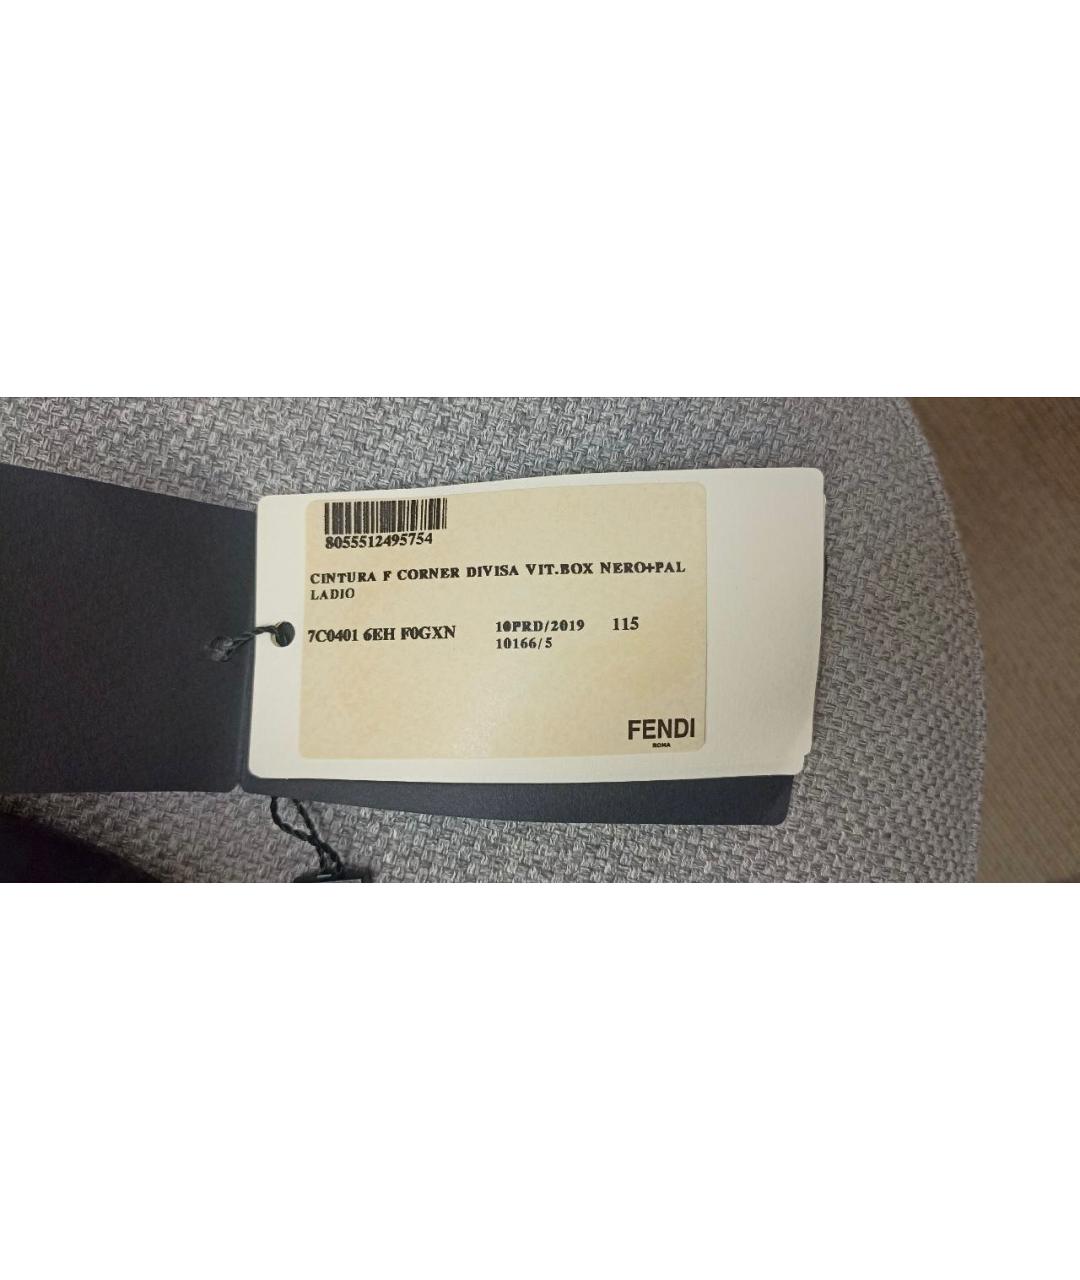 8055512495754
CINTURA F CORNER DIVISA VIT.BOX NERO+PAL
LADIO
7C0401 6EH F0GXN 10PRD/2019 115
10166/5
FENDI
ROMA